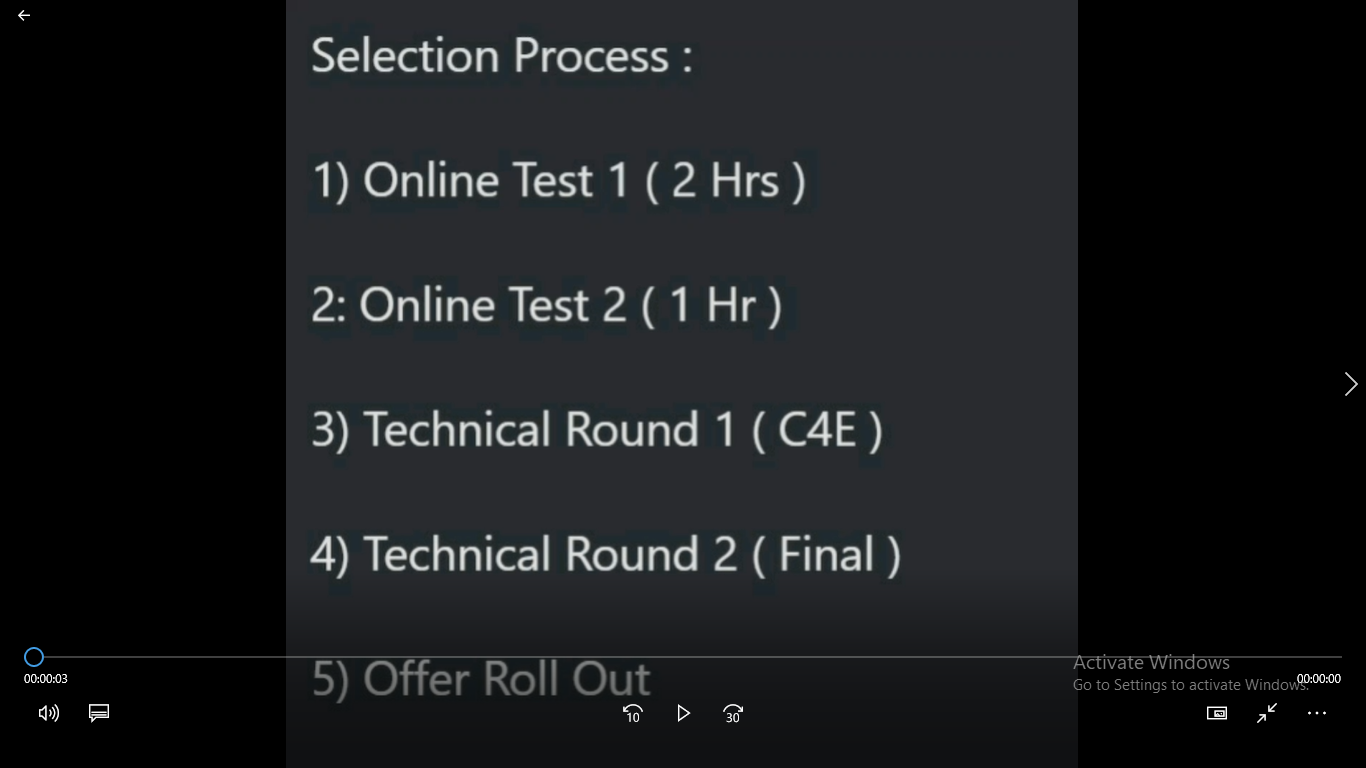 Selection Process :
1) Online Test 1 ( 2 Hrs )
2: Online Test 2 ( 1 Hr )
3) Technical Round 1 ( C4E )
4) Technical Round 2 ( Final )
5) Offer Roll Out
Activate Windows
Go to Settings to activate Windows.
00:00:03
00:00:00
10
30